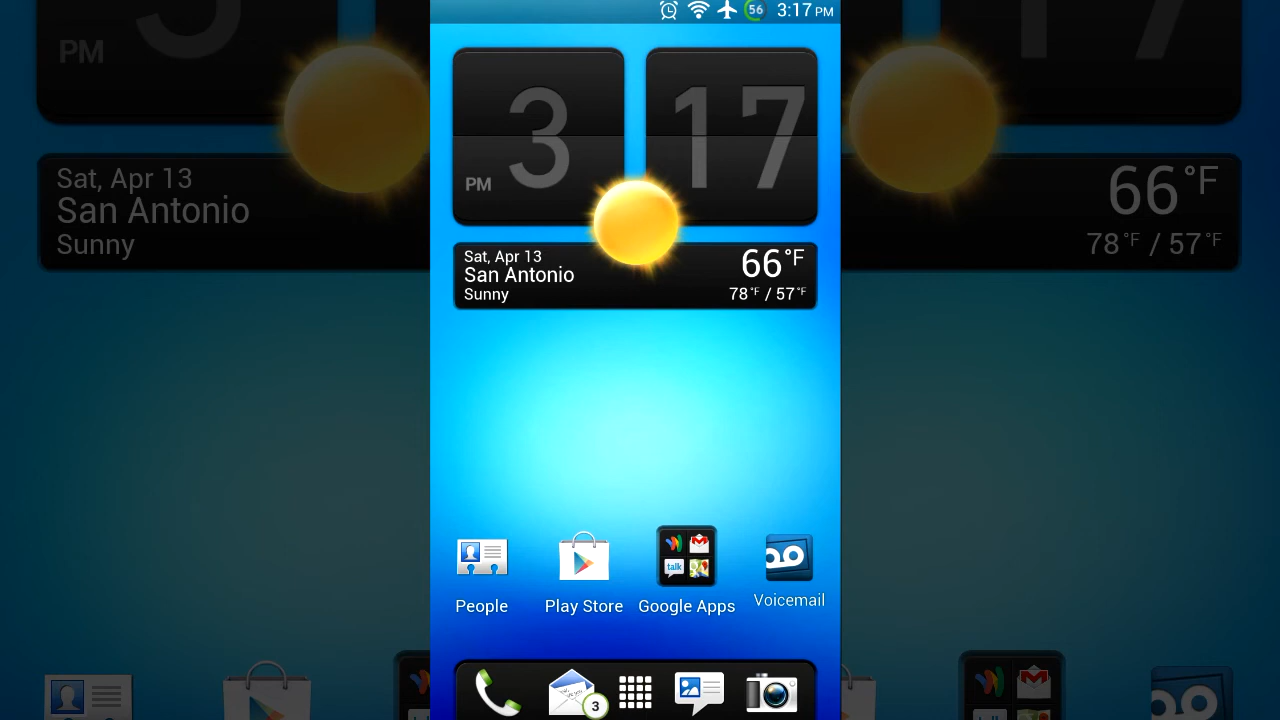 56 3:17 PM
PM 3 17
Sat, Apr 13
San Antonio
Sunny
66°F
78°F / 57°F
PM
17
Sat, Apr 13
San Antonio
Sunny
66°F
78°F / 57°F
talk
People
Play Store
Google Apps
Voicemail
3